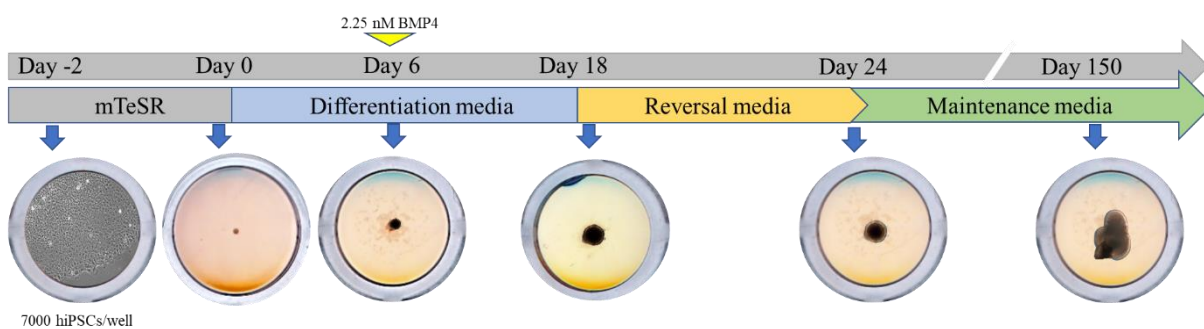 2.25 nM BMP4
Day -2 Day 0 Day 6 Day 18 Day 24 Day 150
mTeSR Differentiation media Reversal media Maintenance media
7000 hiPSCs/well